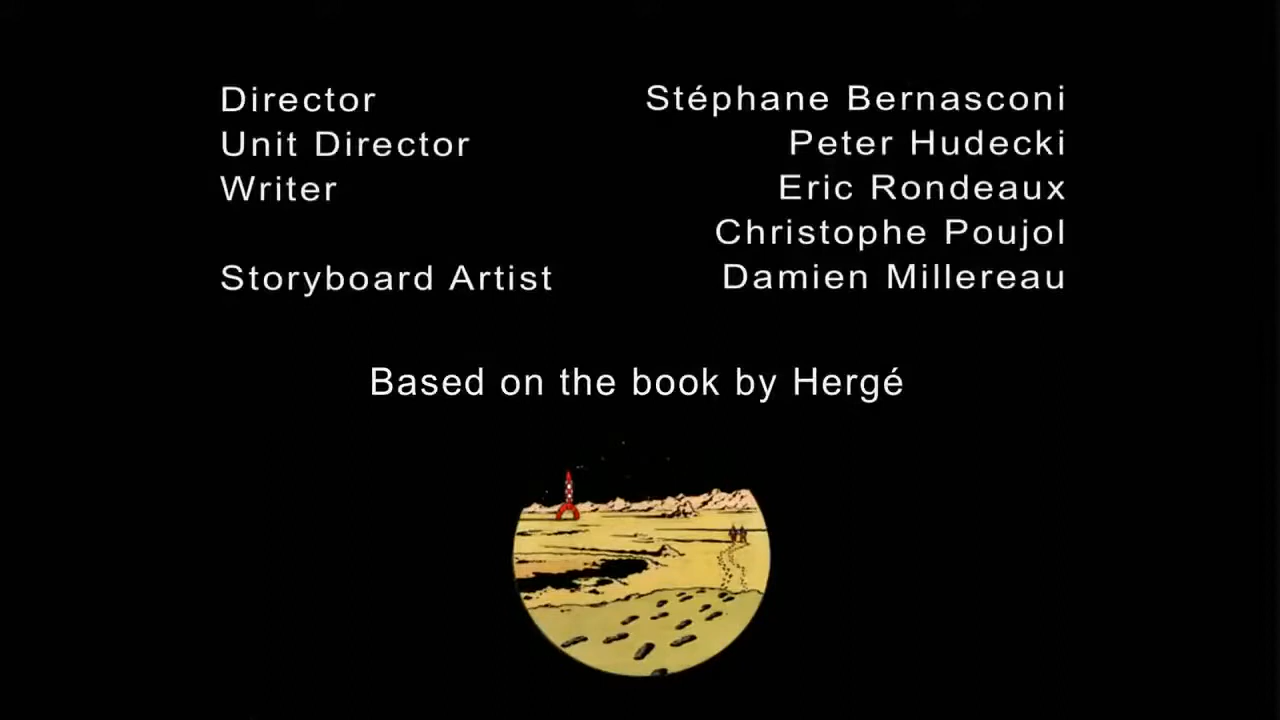 Director Stéphane Bernasconi
Unit Director Peter Hudecki
Writer Eric Rondeaux
Christophe Poujol
Storyboard Artist Damien Millereau
Based on the book by Hergé